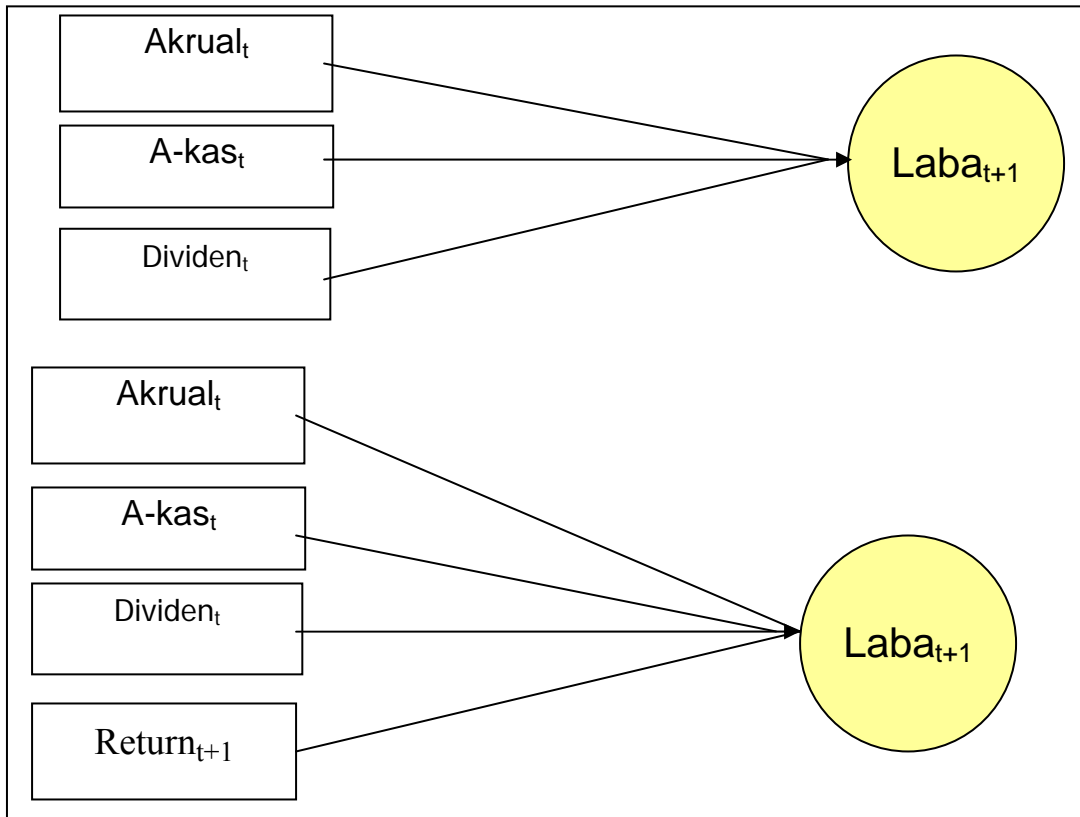 Akrualₜ
A-kasₜ
Labaₜ₊₁
Dividenₜ
Akrualₜ
A-kasₜ
Dividenₜ
Labaₜ₊₁
Returnₜ₊₁